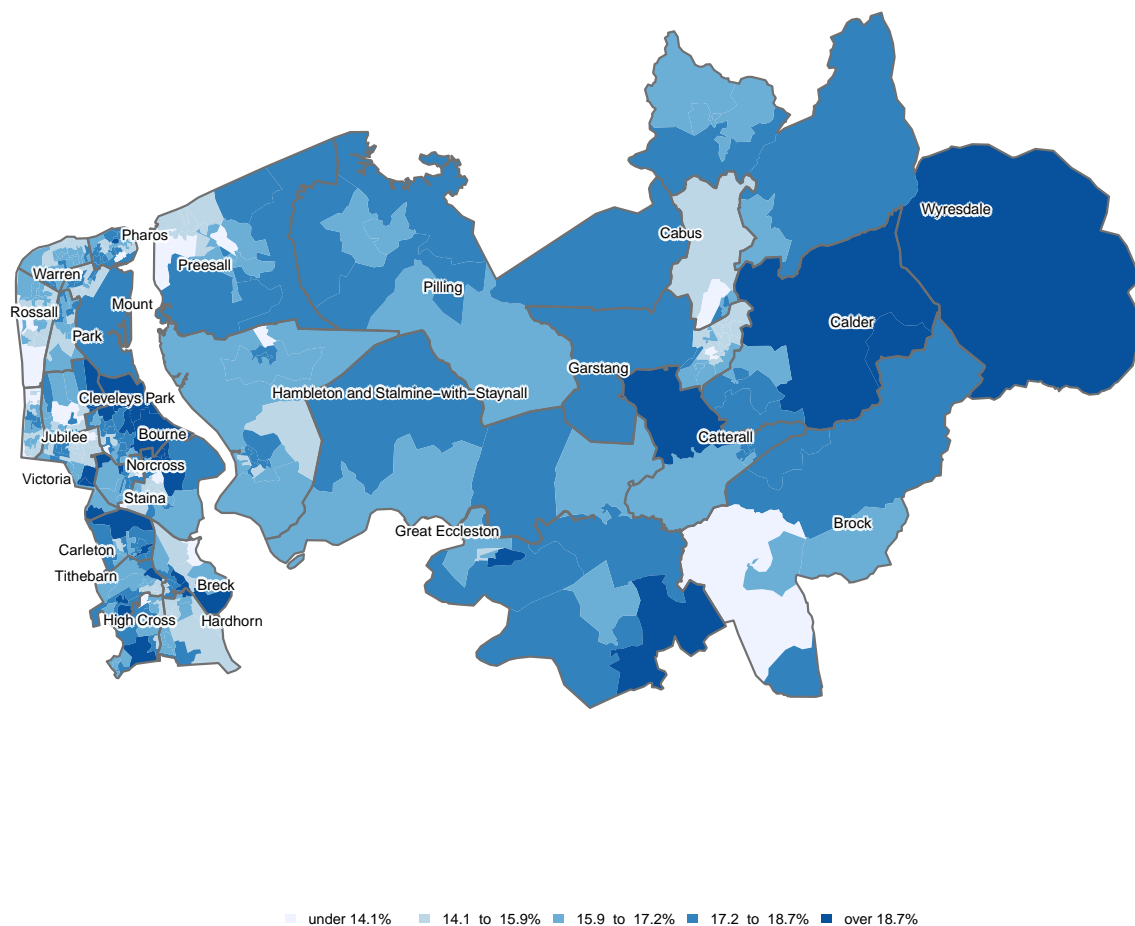 Wyresdale
Cabus
Pharos
Preesall
Warren
Pilling
Mount
Rossall
Calder
Park
Garstang
Hambleton and Stalmine–with–Staynall
Cleveleys Park
Jubilee
Bourne
Catterall
Norcross
Victoria
Staina
Brock
Great Eccleston
Carleton
Tithebarn
Breck
High Cross
Hardhorn
under 14.1% 14.1 to 15.9% 15.9 to 17.2% 17.2 to 18.7% over 18.7%